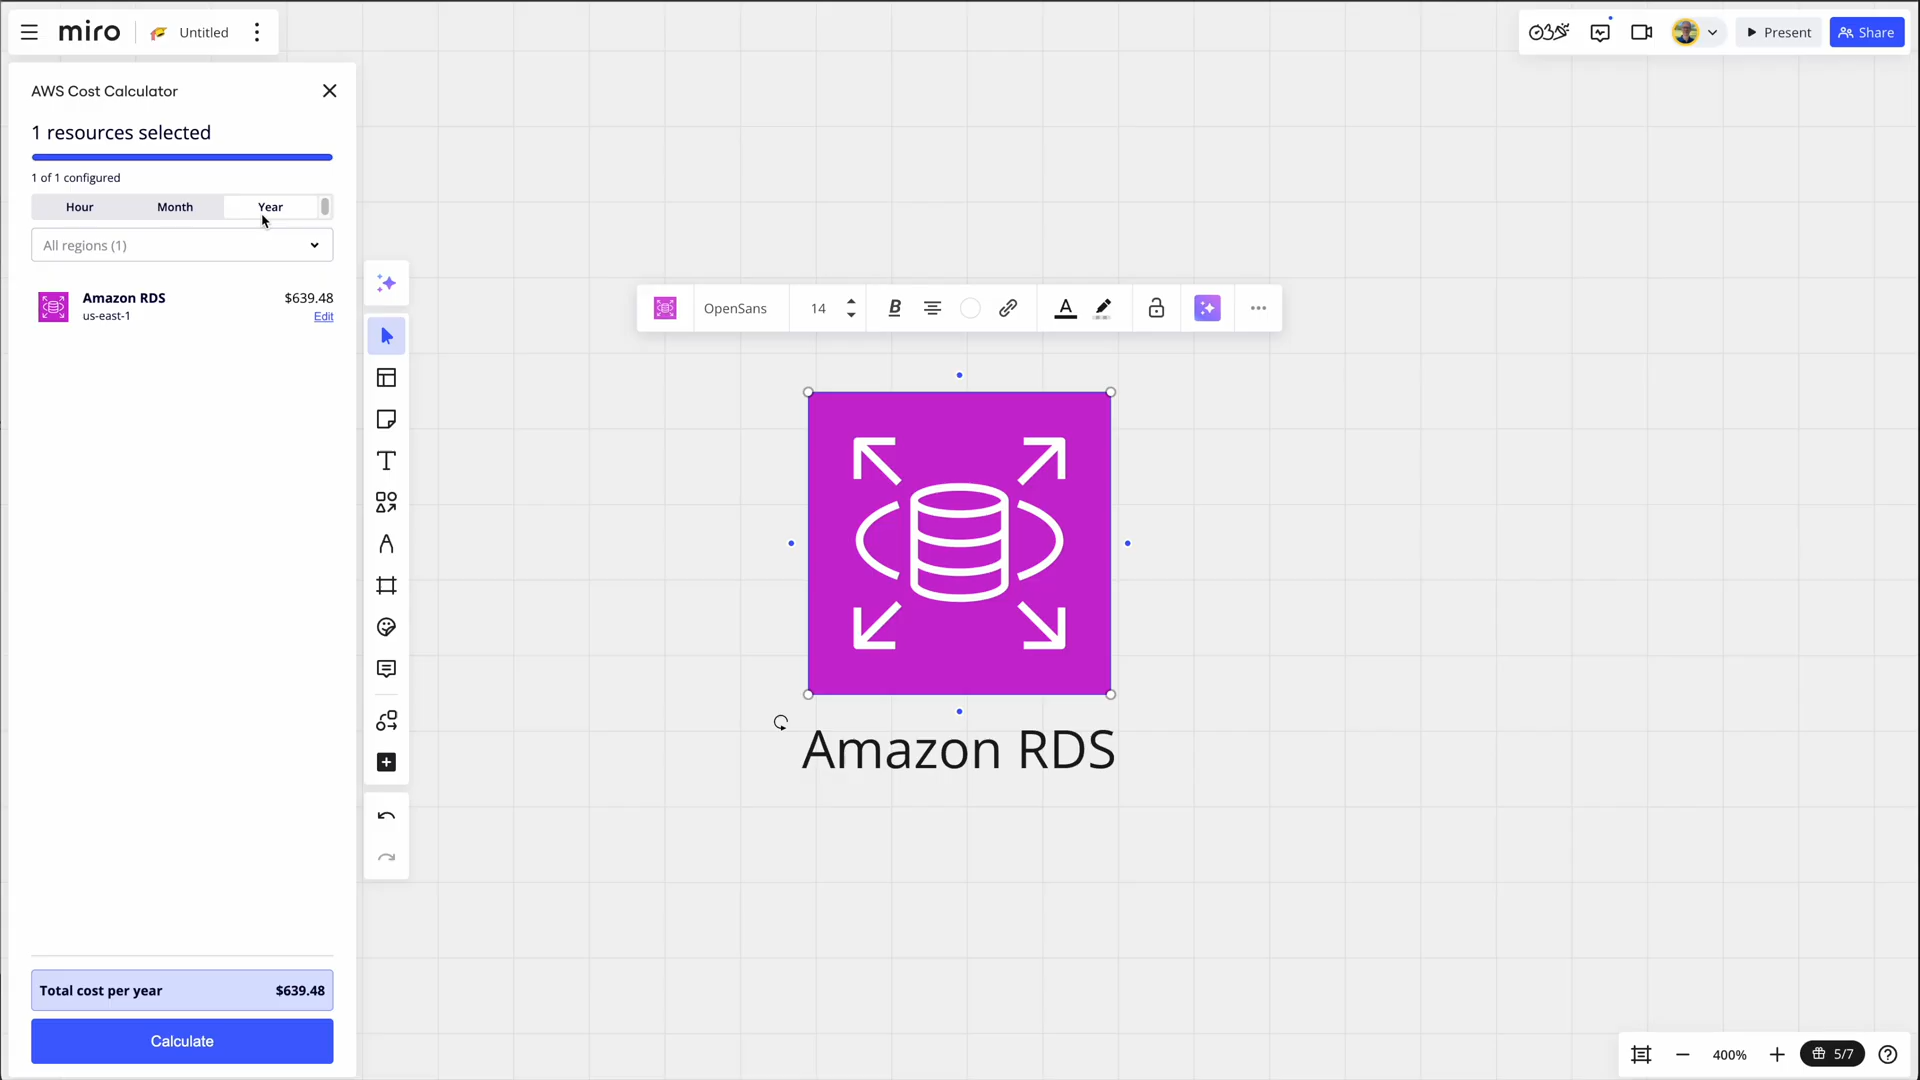 miro
Untitled
Present
Share
AWS Cost Calculator
1 resources selected
1 of 1 configured
Hour Month Year
All regions (1)
Amazon RDS $639.48
us-east-1 Edit
OpenSans 14 B A
Amazon RDS
Total cost per year $639.48
Calculate
400% 5/7